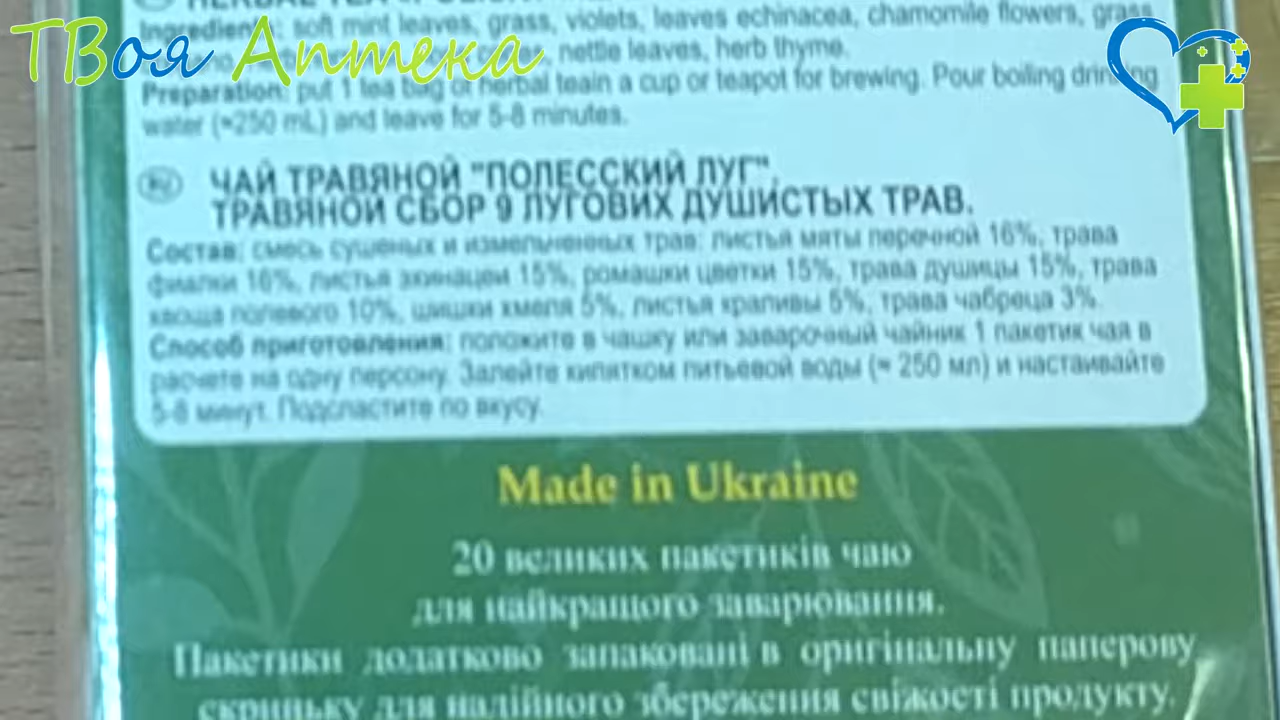 ТВоя Аптека
HERBAL TEA
Ingredients: soft mint leaves, grass, violets, leaves echinacea, chamomile flowers, grass
nettle leaves, herb thyme.
Preparation: put 1 tea bag of herbal teain a cup or teapot for brewing. Pour boiling drinking
water (≈250 mL) and leave for 5-8 minutes.
RU ЧАЙ ТРАВЯНОЙ "ПОЛЕССКИЙ ЛУГ".
ТРАВЯНОЙ СБОР 9 ЛУГОВИХ ДУШИСТЫХ ТРАВ.
Состав: смесь сушеных и измельченных трав: листья мяты перечной 16%, трава
фиалки 16%, листья эхинацеи 15%, ромашки цветки 15%, трава душицы 15%, трава
хвоща полевого 10%, шишки хмеля 5%, листья крапивы 5%, трава чабреца 3%.
Способ приготовления: положите в чашку или заварочный чайник 1 пакетик чая в
расчете на одну персону. Залейте кипятком питьевой воды (≈ 250 мл) и настаивайте
5-8 минут. Подсластите по вкусу.
Made in Ukraine
20 великих пакетиків чаю
для найкращого заварювання.
Пакетики додатково запаковані в оригінальну паперову
скриньку для надійного збереження свіжості продукту.